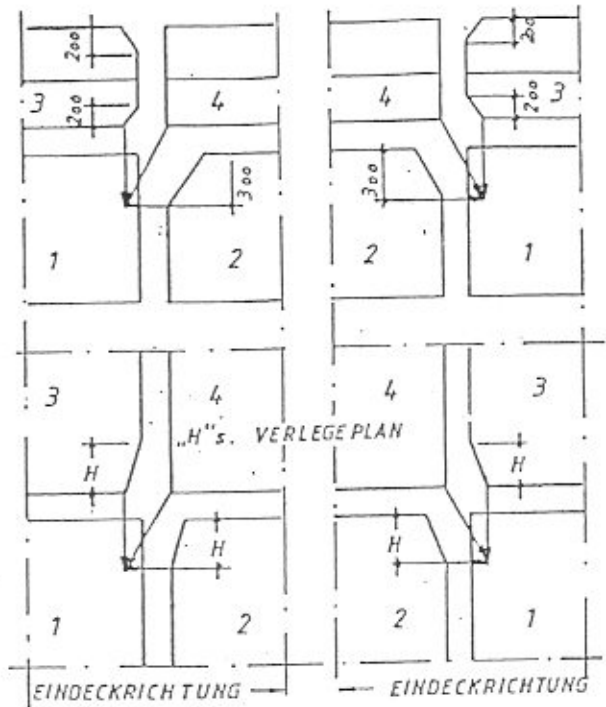 200 200
3 200 4 4 200 3
300 300
1 2 2 1
3 4 4 3
„H"s. VERLEGEPLAN
H H
H H
1 2 2 1
EINDECKRICHTUNG EINDECKRICHTUNG